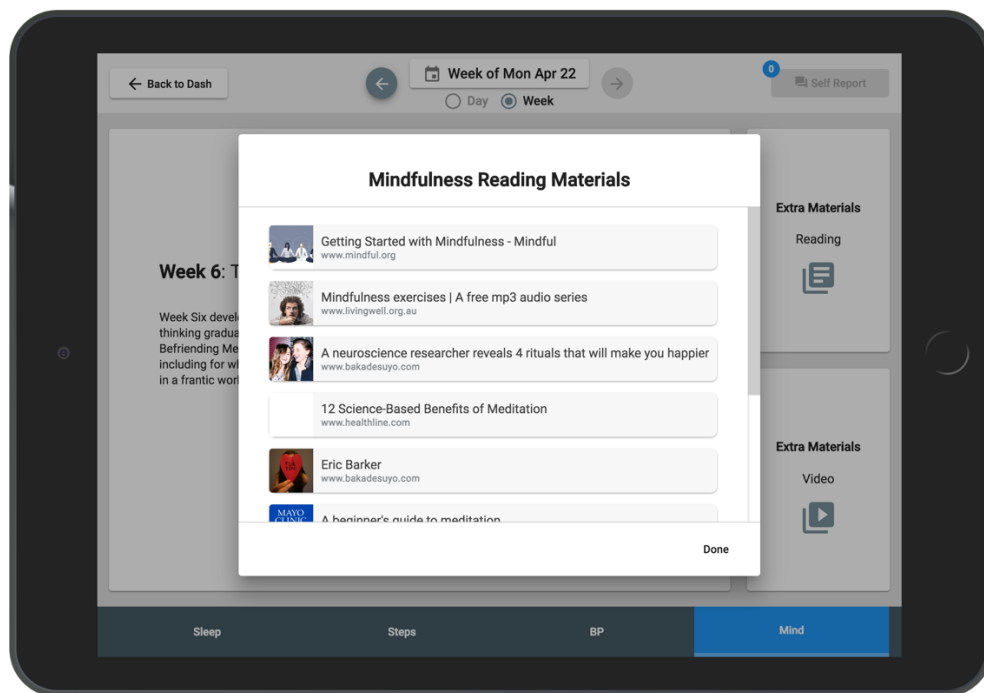 Back to Dash
Week of Mon Apr 22
Day Week
0
Self Report
Mindfulness Reading Materials
Getting Started with Mindfulness - Mindful
www.mindful.org
Mindfulness exercises | A free mp3 audio series
www.livingwell.org.au
A neuroscience researcher reveals 4 rituals that will make you happier
www.bakadesuyo.com
12 Science-Based Benefits of Meditation
www.healthline.com
Eric Barker
www.bakadesuyo.com
MAYO
CLINIC
A beginner's guide to meditation
Done
Week 6: T
Week Six devel
thinking gradua
Befriending Me
including for wh
in a frantic worl
Extra Materials
Reading
Extra Materials
Video
Sleep
Steps
BP
Mind